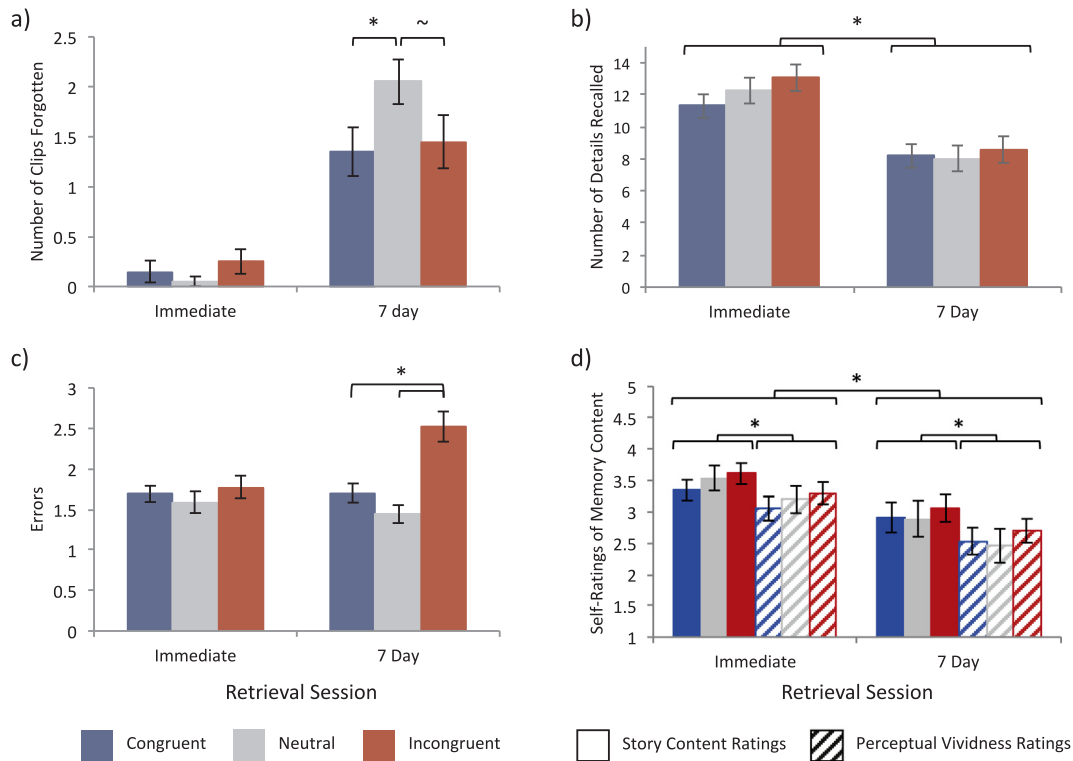 a)
Number of Clips Forgotten
2.5
2
1.5
1
0.5
0
*
~
Immediate
7 day
b)
Number of Details Recalled
14
12
10
8
6
4
2
0
*
Immediate
7 Day
c)
Errors
3
2.5
2
1.5
1
0.5
0
*
Immediate
7 Day
Retrieval Session
d)
Self-Ratings of Memory Content
5
4.5
4
3.5
3
2.5
2
1.5
1
*
*
*
Immediate
7 Day
Retrieval Session
Congruent
Neutral
Incongruent
Story Content Ratings
Perceptual Vividness Ratings